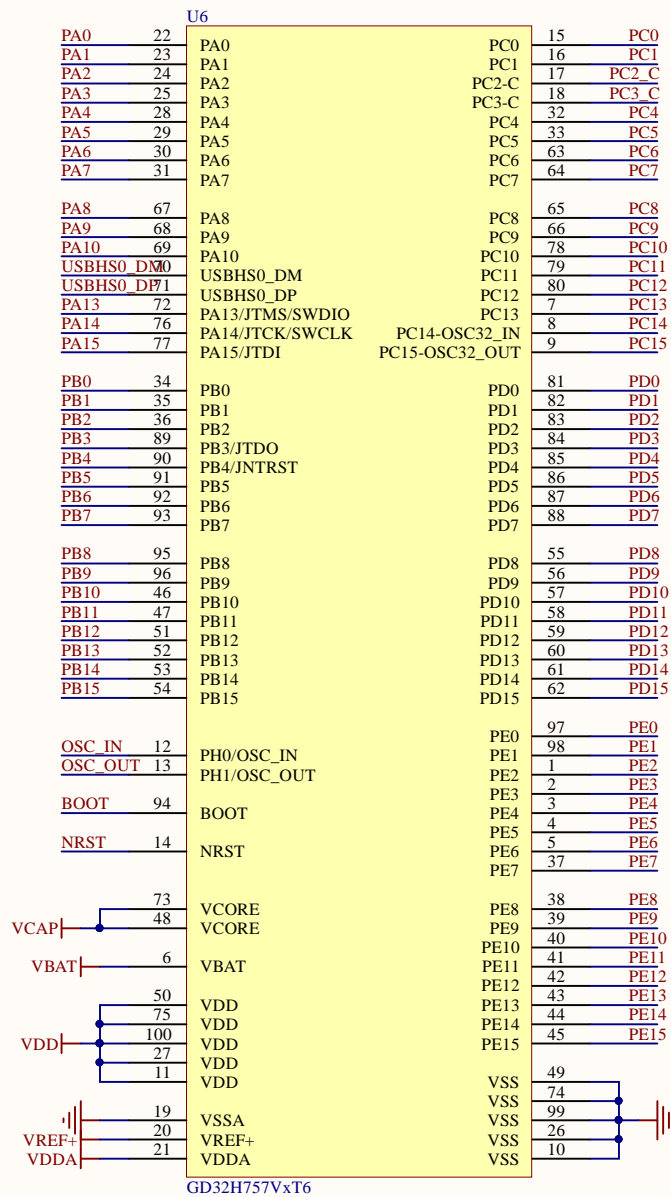 U6
PA0 22 PA0 PC0 15 PC0
PA1 23 PA1 PC1 16 PC1
PA2 24 PA2 PC2-C 17 PC2_C
PA3 25 PA3 PC3-C 18 PC3_C
PA4 28 PA4 PC4 32 PC4
PA5 29 PA5 PC5 33 PC5
PA6 30 PA6 PC6 63 PC6
PA7 31 PA7 PC7 64 PC7
PA8 67 PA8 PC8 65 PC8
PA9 68 PA9 PC9 66 PC9
PA10 69 PA10 PC10 78 PC10
USBHS0_DM 70 USBHS0_DM PC11 79 PC11
USBHS0_DP 71 USBHS0_DP PC12 80 PC12
PA13 72 PA13/JTMS/SWDIO PC13 7 PC13
PA14 76 PA14/JTCK/SWCLK PC14-OSC32_IN 8 PC14
PA15 77 PA15/JTDI PC15-OSC32_OUT 9 PC15
PB0 34 PB0 PD0 81 PD0
PB1 35 PB1 PD1 82 PD1
PB2 36 PB2 PD2 83 PD2
PB3 89 PB3/JTDO PD3 84 PD3
PB4 90 PB4/JNTRST PD4 85 PD4
PB5 91 PB5 PD5 86 PD5
PB6 92 PB6 PD6 87 PD6
PB7 93 PB7 PD7 88 PD7
PB8 95 PB8 PD8 55 PD8
PB9 96 PB9 PD9 56 PD9
PB10 46 PB10 PD10 57 PD10
PB11 47 PB11 PD11 58 PD11
PB12 51 PB12 PD12 59 PD12
PB13 52 PB13 PD13 60 PD13
PB14 53 PB14 PD14 61 PD14
PB15 54 PB15 PD15 62 PD15
PE0 97 PE0
OSC_IN 12 PH0/OSC_IN PE1 98 PE1
OSC_OUT 13 PH1/OSC_OUT PE2 1 PE2
PE3 2 PE3
BOOT 94 BOOT PE4 3 PE4
PE5 4 PE5
NRST 14 NRST PE6 5 PE6
PE7 37 PE7
73 VCORE PE8 38 PE8
VCAP 48 VCORE PE9 39 PE9
PE10 40 PE10
VBAT 6 VBAT PE11 41 PE11
PE12 42 PE12
50 VDD PE13 43 PE13
75 VDD PE14 44 PE14
VDD 100 VDD PE15 45 PE15
27 VDD
11 VDD VSS 49
VSS 74
19 VSSA VSS 99
VREF+ 20 VREF+ VSS 26
VDDA 21 VDDA VSS 10
GD32H757VxT6